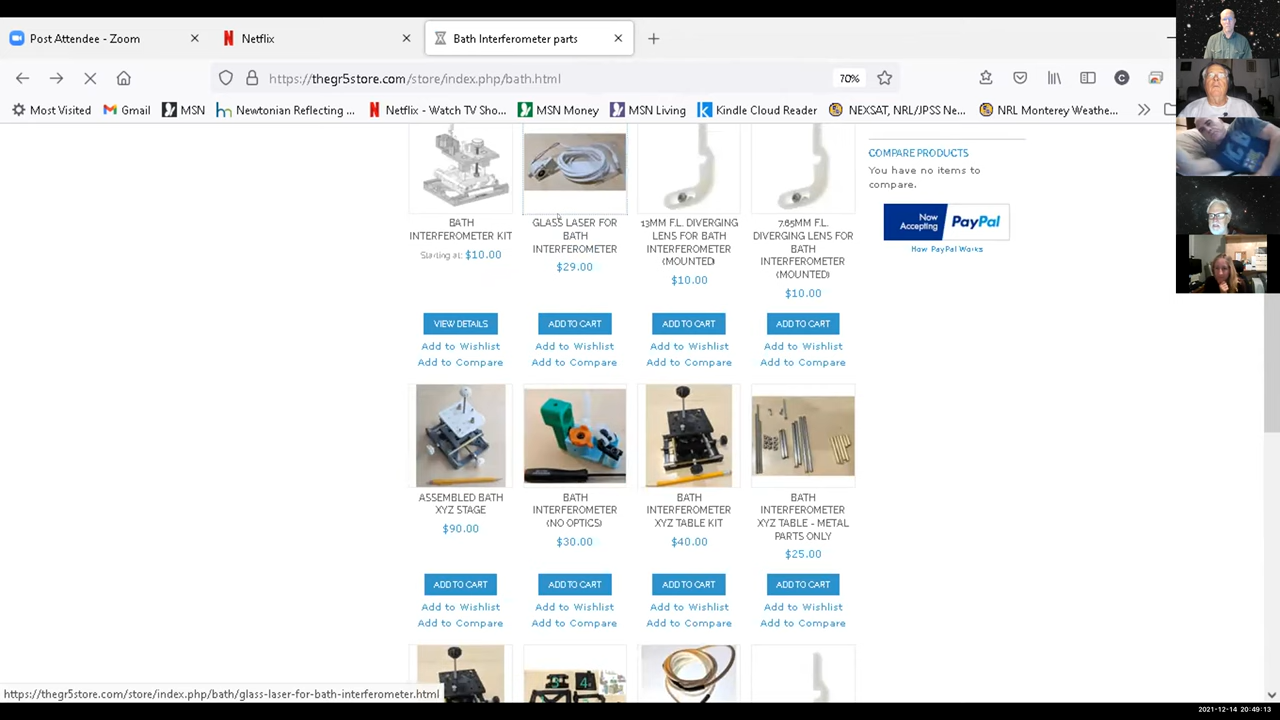 Post Attendee - Zoom
Netflix
Bath Interferometer parts
https://thegr5store.com/store/index.php/bath.html
70%
C
Most Visited
Gmail
MSN
Newtonian Reflecting ...
Netflix - Watch TV Sho...
MSN Money
MSN Living
Kindle Cloud Reader
NEXSAT, NRL/JPSS Ne...
NRL Monterey Weathe...
COMPARE PRODUCTS
You have no items to
compare.
Now
Accepting
PayPal
How PayPal Works
BATH
INTERFEROMETER KIT
Starting at: $10.00
VIEW DETAILS
Add to Wishlist
Add to Compare
GLASS LASER FOR
BATH
INTERFEROMETER
$29.00
ADD TO CART
Add to Wishlist
Add to Compare
13MM F.L. DIVERGING
LENS FOR BATH
INTERFEROMETER
(MOUNTED)
$10.00
ADD TO CART
Add to Wishlist
Add to Compare
7.65MM F.L.
DIVERGING LENS FOR
BATH
INTERFEROMETER
(MOUNTED)
$10.00
ADD TO CART
Add to Wishlist
Add to Compare
ASSEMBLED BATH
XYZ STAGE
$90.00
ADD TO CART
Add to Wishlist
Add to Compare
BATH
INTERFEROMETER
(NO OPTICS)
$30.00
ADD TO CART
Add to Wishlist
Add to Compare
BATH
INTERFEROMETER
XYZ TABLE KIT
$40.00
ADD TO CART
Add to Wishlist
Add to Compare
BATH
INTERFEROMETER
XYZ TABLE - METAL
PARTS ONLY
$25.00
ADD TO CART
Add to Wishlist
Add to Compare
3 4
https://thegr5store.com/store/index.php/bath/glass-laser-for-bath-interferometer.html
2021-12-14 20:49:13